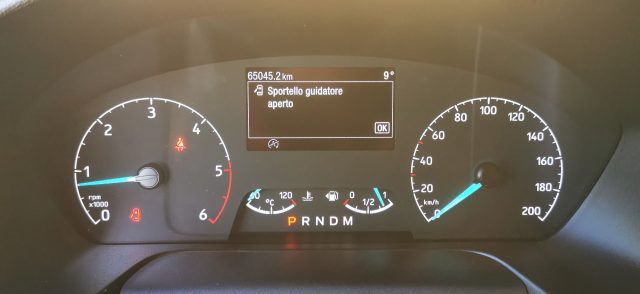 65045.2 km 9°
Sportello guidatore
aperto
OK
0 1 2 3 4 5 6
rpm
x1000
60 120
°C
0 1/2 1
P R N D M
0 20 40 60 80 100 120 140 160 180 200
km/h